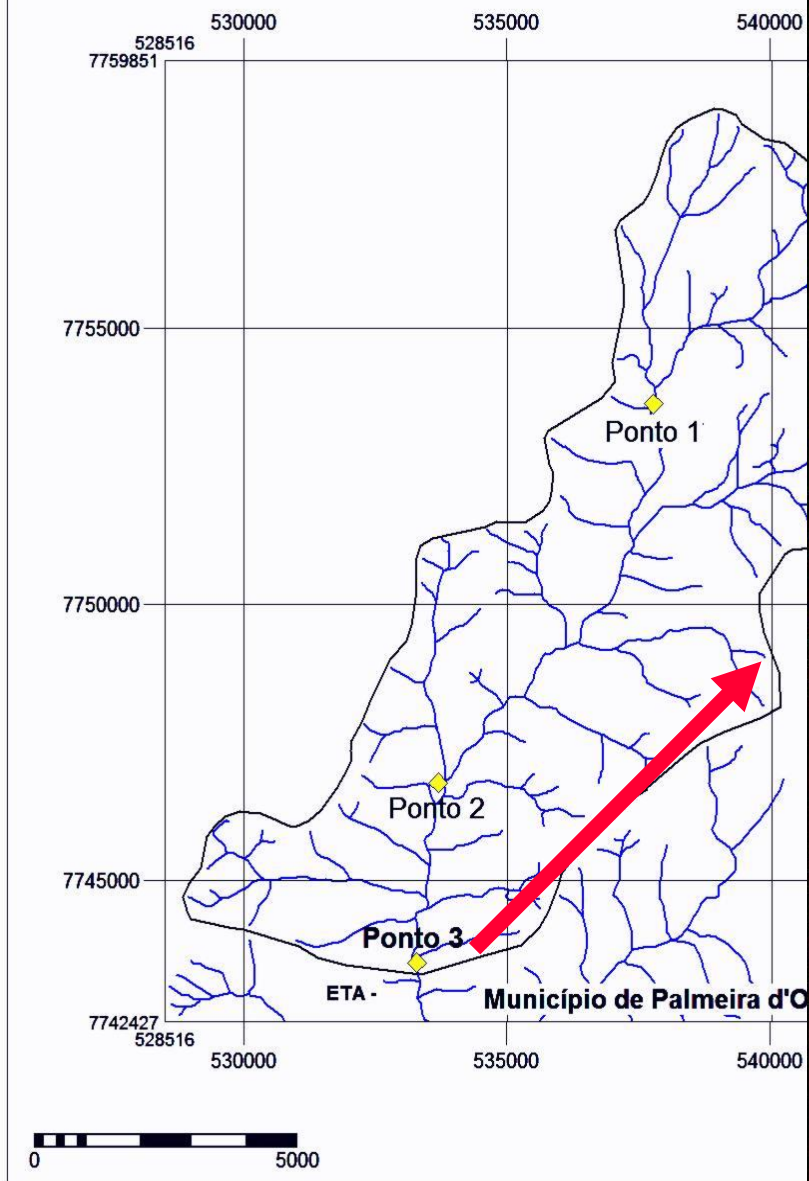 530000 535000 540000
528516
7759851
7755000
Ponto 1
7750000
Ponto 2
7745000
Ponto 3
ETA -
Município de Palmeira d'O
7742427
528516
530000 535000 540000
0 5000